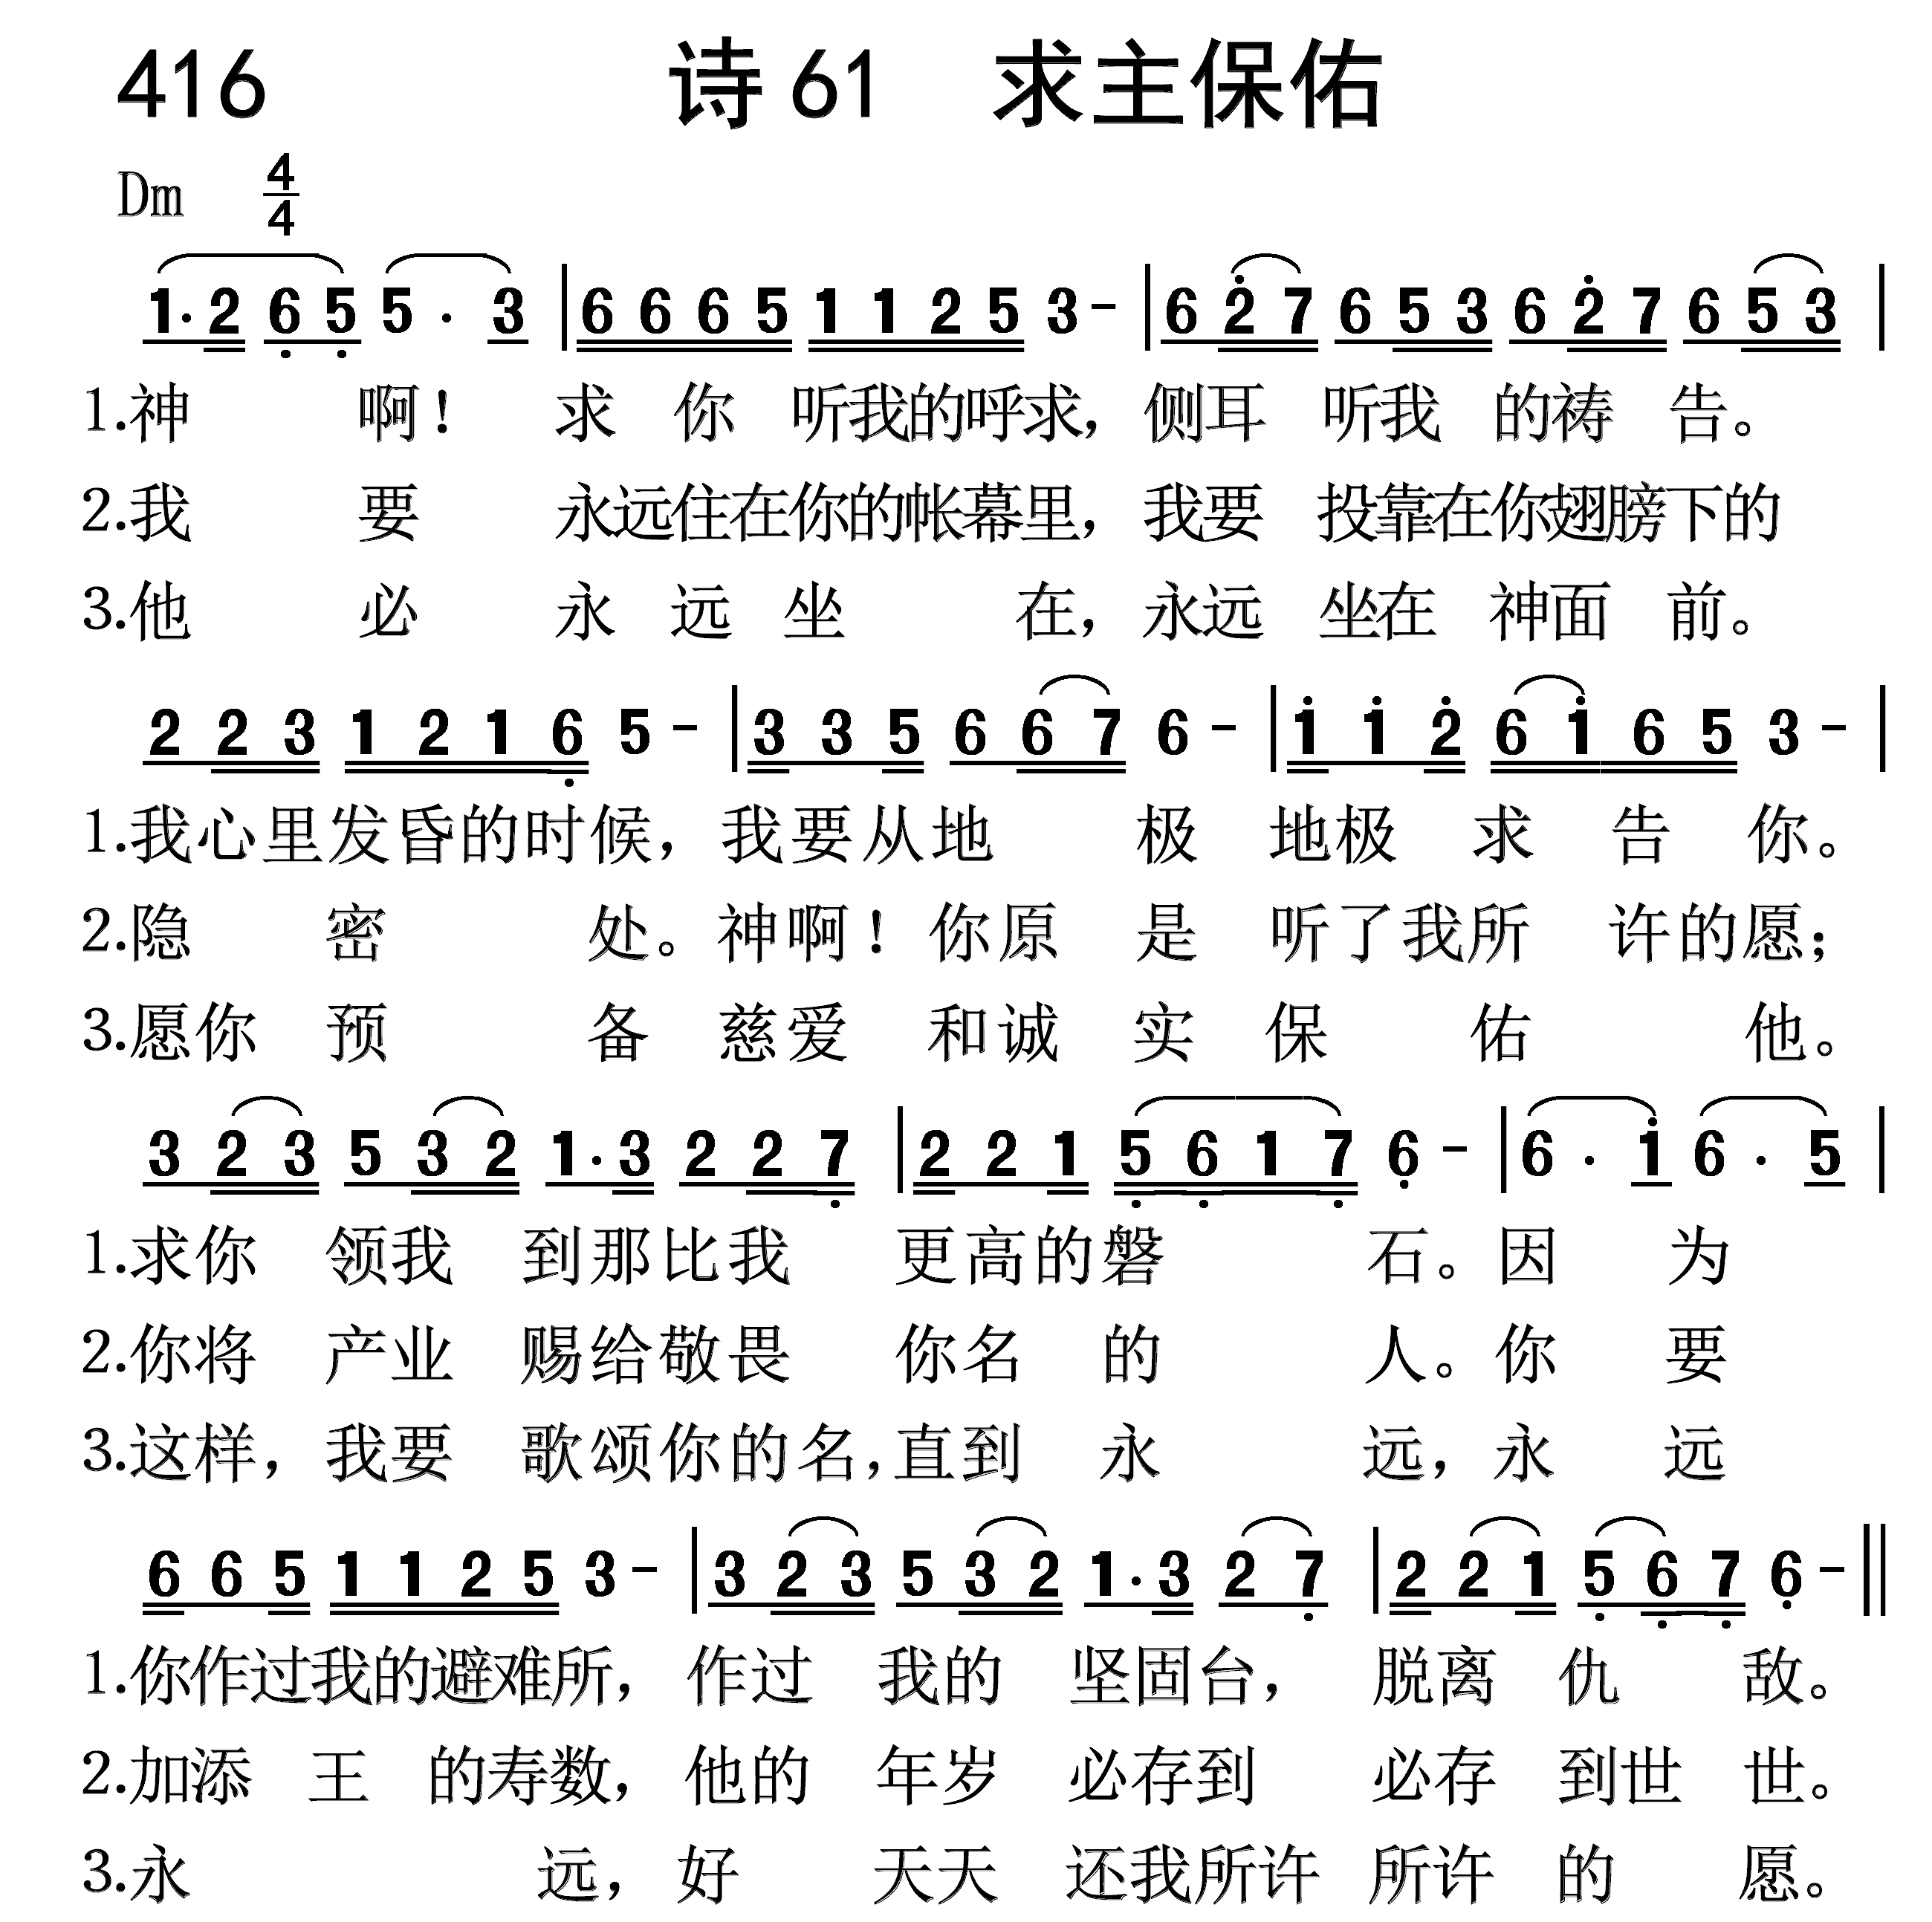 416 诗61 求主保佑
Dm 4/4
1·2 6̣ 5̣ 5 · 3 | 6 6 6 5 1 1 2 5 3 - | 6 2̇ 7 6 5 3 6 2̇ 7 6 5 3 |
1.神 啊！ 求 你 听我的呼求，侧耳 听我 的祷 告。
2.我 要 永远住在你的帐幕里，我要 投靠在你翅膀下的
3.他 必 永 远 坐 在，永远 坐在 神面 前。
2 2 3 1 2 1 6̣ 5 - | 3 3 5 6 6 7 6 - | 1̇ 1̇ 2̇ 6 1̇ 6 5 3 - |
1.我心里发昏的时候，我要从地 极 地极 求 告 你。
2.隐 密 处。神啊！你原 是 听了我所 许的愿；
3.愿你 预 备 慈爱 和诚 实 保 佑 他。
3 2 3 5 3 2 1·3 2 2 7̣ | 2 2 1 5̣ 6̣ 1 7̣ 6̣ - | 6 · 1̇ 6 · 5 |
1.求你 领我 到那比我 更高的磐 石。因 为
2.你将 产业 赐给敬畏 你名 的 人。你 要
3.这样，我要 歌颂你的名，直到 永 远，永 远
6 6 5 1 1 2 5 3 - | 3 2 3 5 3 2 1·3 2 7̣ | 2 2 1 5̣ 6̣ 7̣ 6̣ - ||
1.你作过我的避难所，作过 我的 坚固台， 脱离 仇 敌。
2.加添 王 的寿数，他的 年岁 必存到 必存 到世 世。
3.永 远，好 天天 还我所许 所许 的 愿。